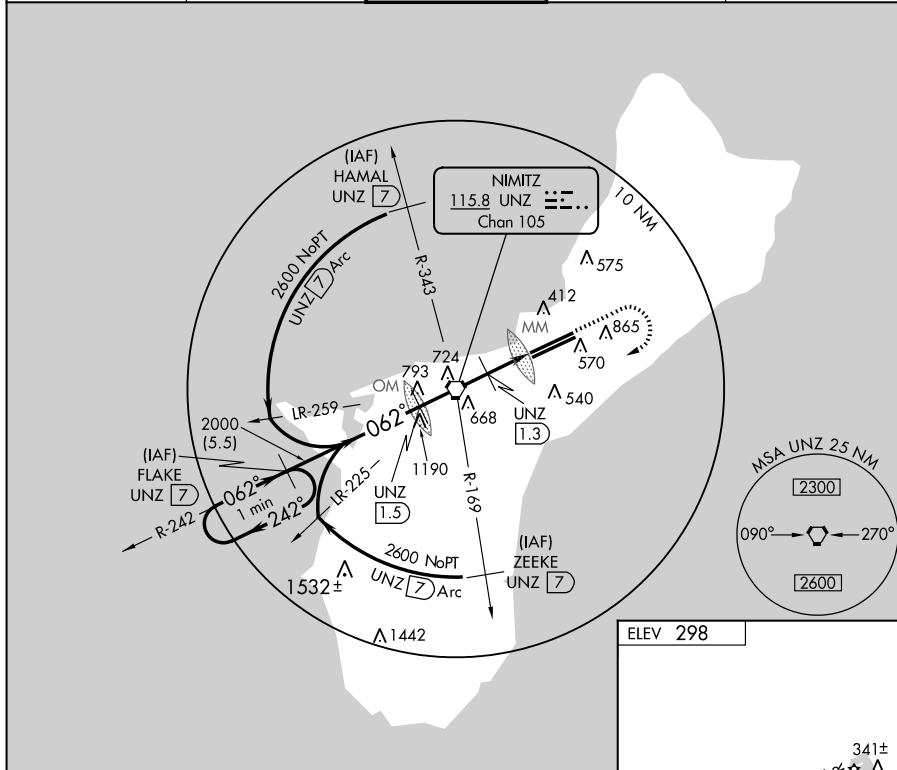 (IAF)
HAMAL
UNZ 7
NIMITZ
115.8 UNZ
Chan 105
10 NM
2600 NoPT
UNZ 7 Arc
R-343
575
412
MM
865
570
724
793
OM
540
668
LR-259
062°
UNZ
1.3
2000
(5.5)
1190
(IAF)
FLAKE
UNZ 7
062°
1 min
242°
R-242
LR-225
UNZ
1.5
R-169
MSA UNZ 25 NM
2300
090°
270°
2600
(IAF)
ZEEKE
UNZ 7
2600 NoPT
UNZ 7 Arc
1532±
1442
ELEV 298
341±